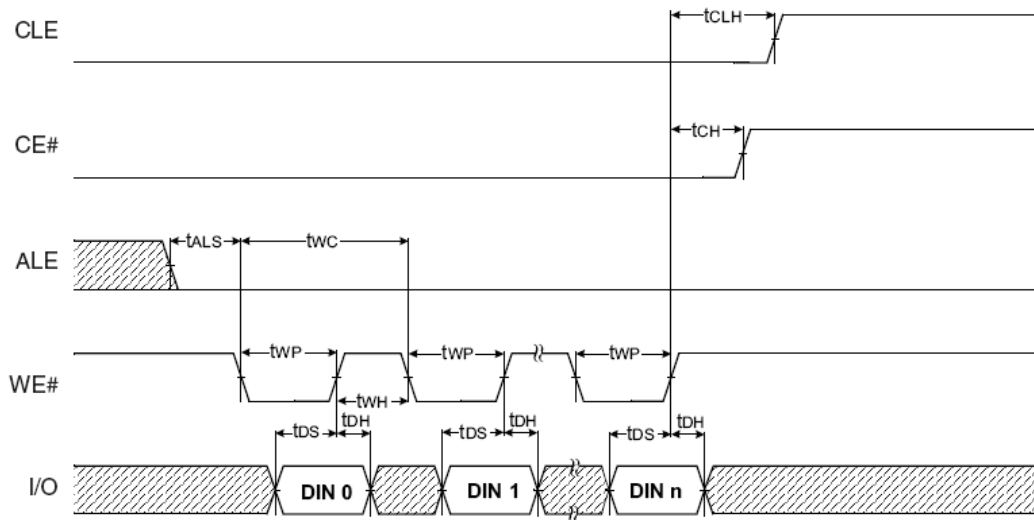 CLE
tCLH
CE#
tCH
ALE
tALS
tWC
WE#
tWP
tWP
tWP
tWH
tDS
tDH
tDS
tDH
tDS
tDH
I/O
DIN 0
DIN 1
DIN n